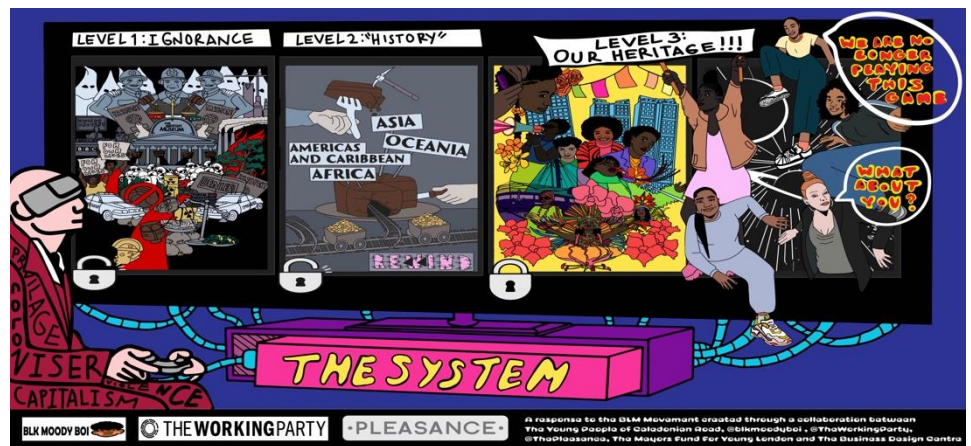 LEVEL 1: IGNORANCE
LEVEL 2: "HISTORY"
LEVEL 3:
OUR HERITAGE!!!
WE ARE NO
LONGER
PLAYING
THIS
GAME
WHAT
ABOUT
YOU?
MUSEUM
ASIA
OCEANIA
AMERICAS
AND CARIBBEAN
AFRICA
REWIND
THE SYSTEM
VISER
CAPITALISM
BLK MOODY BOI
THE WORKING PARTY
·PLEASANCE·
A response to the BLM Movement created through a collaboration between
The Young People of Caledonian Road, @blkmoodyboi, @TheWorkingParty,
@ThePleasance, The Mayors Fund For Young London and The Business Design Centre